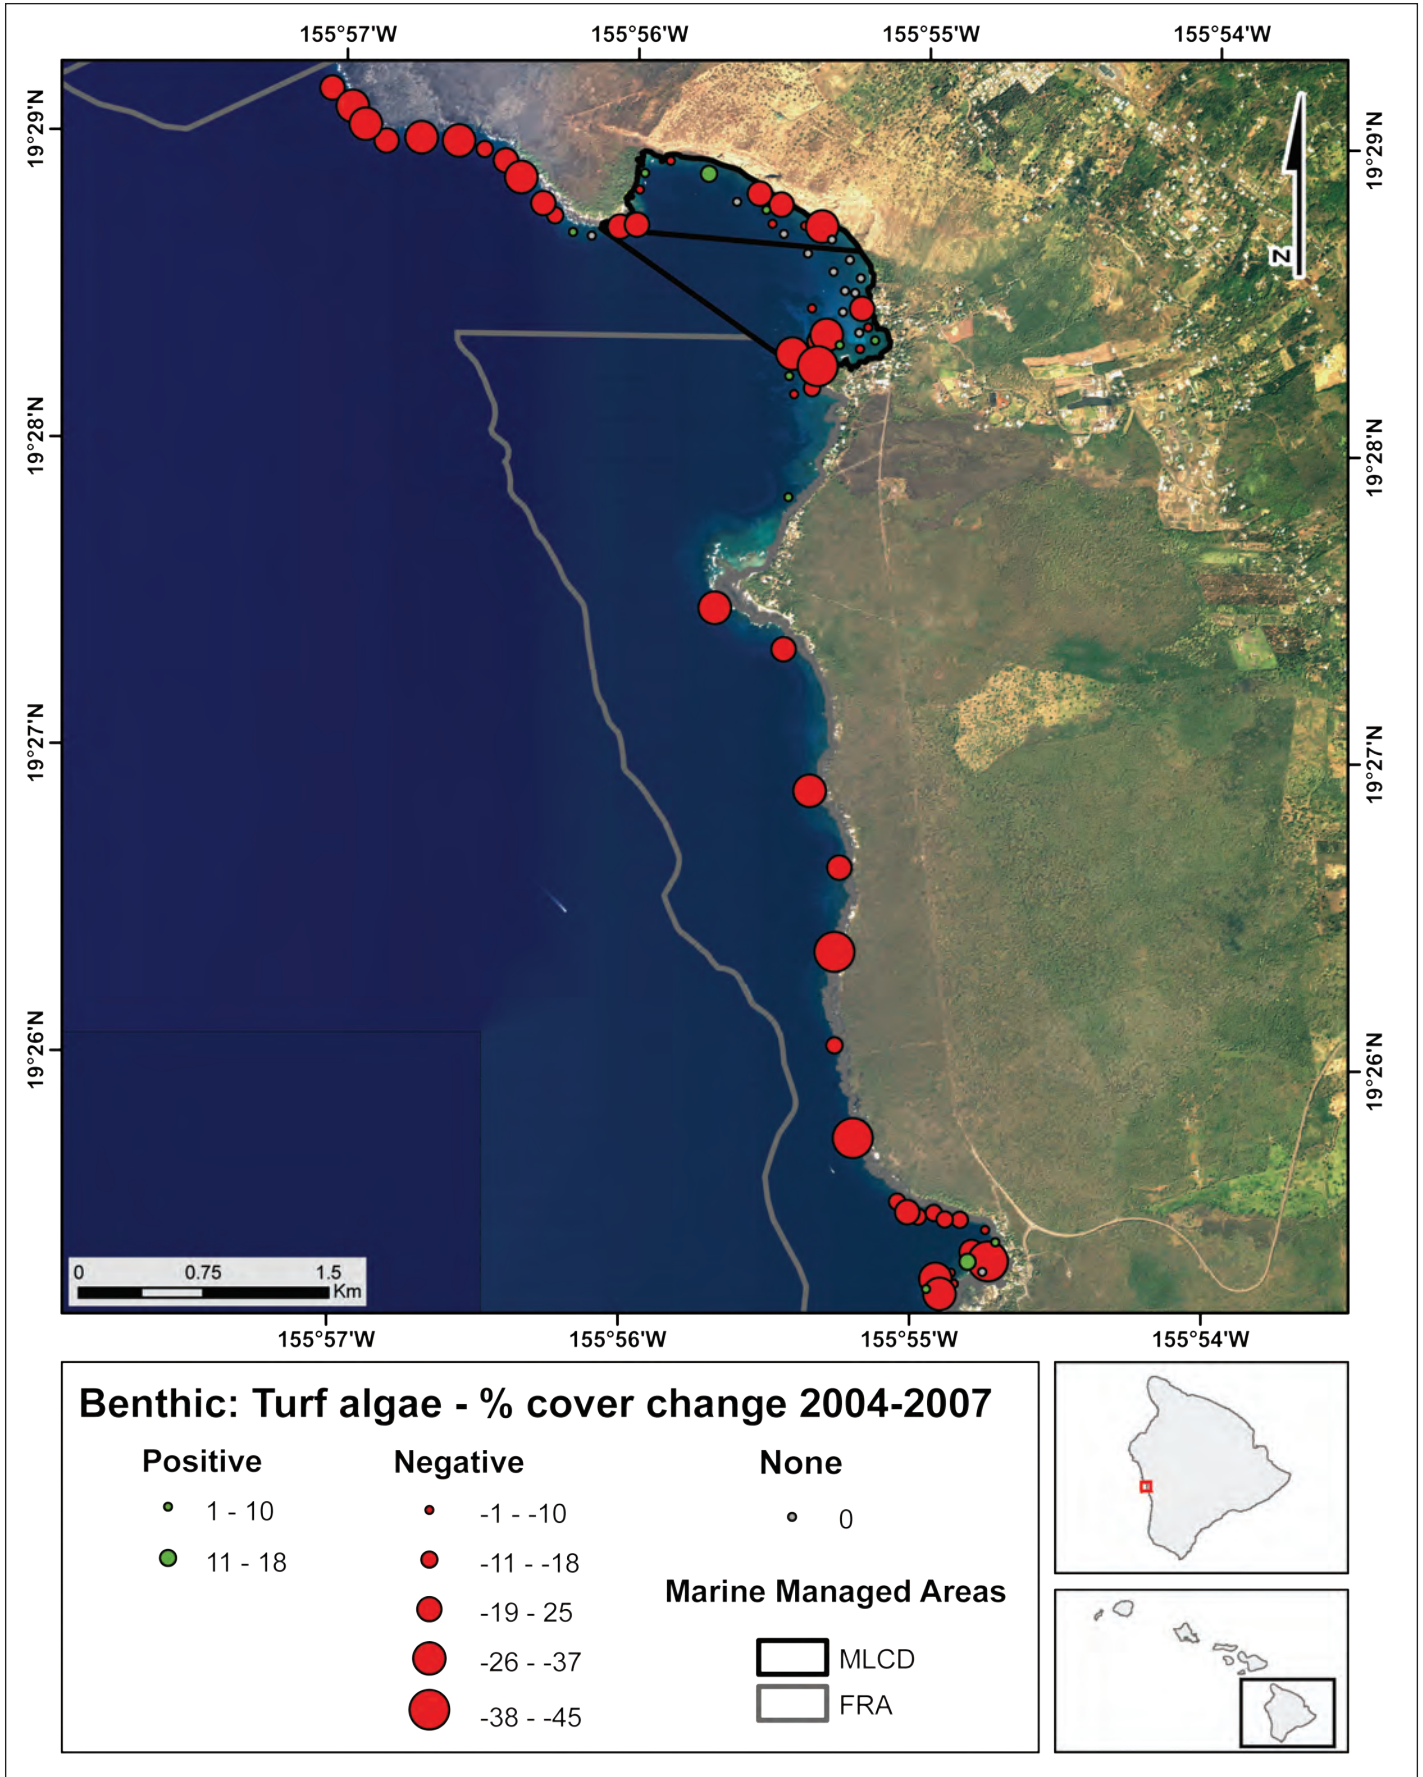 155°57'W 155°56'W 155°55'W 155°54'W
19°29'N 19°29'N
N
19°28'N 19°28'N
19°27'N 19°27'N
19°26'N 19°26'N
0 0.75 1.5
Km
155°57'W 155°56'W 155°55'W 155°54'W
Benthic: Turf algae - % cover change 2004-2007
Positive
1 - 10
11 - 18
Negative
-1 - -10
-11 - -18
-19 - 25
-26 - -37
-38 - -45
None
0
Marine Managed Areas
MLCD
FRA